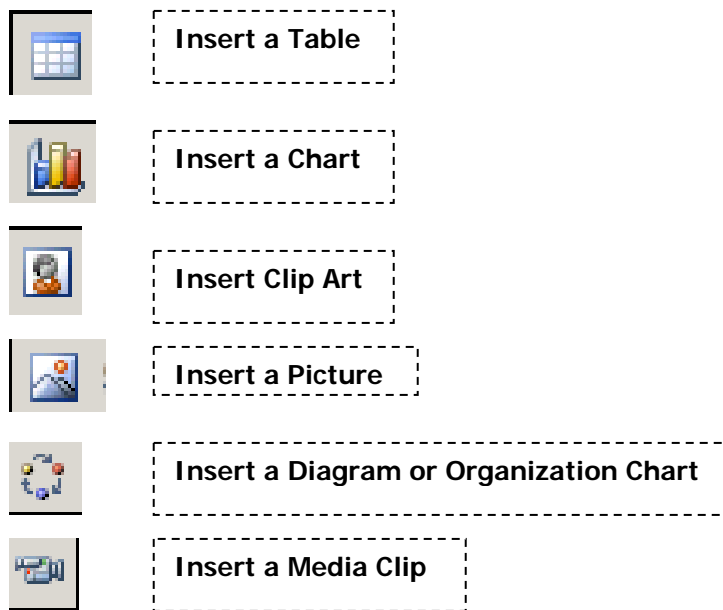 Insert a Table
Insert a Chart
Insert Clip Art
Insert a Picture
Insert a Diagram or Organization Chart
Insert a Media Clip